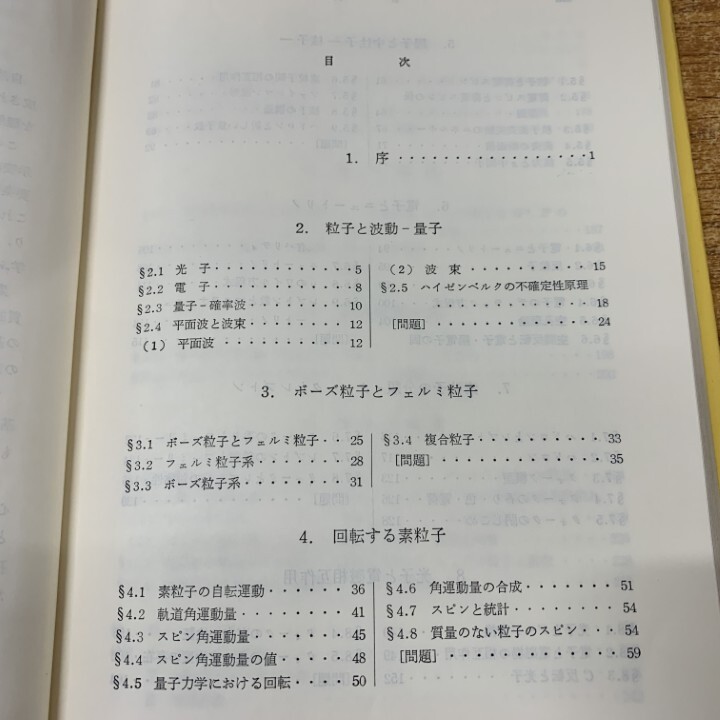 目 次
1. 序・・・・・・・・・・・・・・・・・1
2. 粒子と波動－量子
§2.1 光 子・・・・・・・・・・・・・5
§2.2 電 子・・・・・・・・・・・・・8
§2.3 量子－確率波・・・・・・・・・10
§2.4 平面波と波束・・・・・・・・・12
(1) 平面波・・・・・・・・・・・・12
(2) 波 束・・・・・・・・・・15
§2.5 ハイゼンベルクの不確定性原理
・・・・・・・・・・・・・18
[問題]・・・・・・・・・・・・・24
3. ボーズ粒子とフェルミ粒子
§3.1 ボーズ粒子とフェルミ粒子・・25
§3.2 フェルミ粒子系・・・・・・・28
§3.3 ボーズ粒子系・・・・・・・・31
§3.4 複合粒子・・・・・・・・・・33
[問題]・・・・・・・・・・・・・35
4. 回転する素粒子
§4.1 素粒子の自転運動・・・・・・36
§4.2 軌道角運動量・・・・・・・・41
§4.3 スピン角運動量・・・・・・・45
§4.4 スピン角運動量の値・・・・・48
§4.5 量子力学における回転・・・・50
§4.6 角運動量の合成・・・・・・・51
§4.7 スピンと統計・・・・・・・・54
§4.8 質量のない粒子のスピン・・・54
[問題]・・・・・・・・・・・・・59